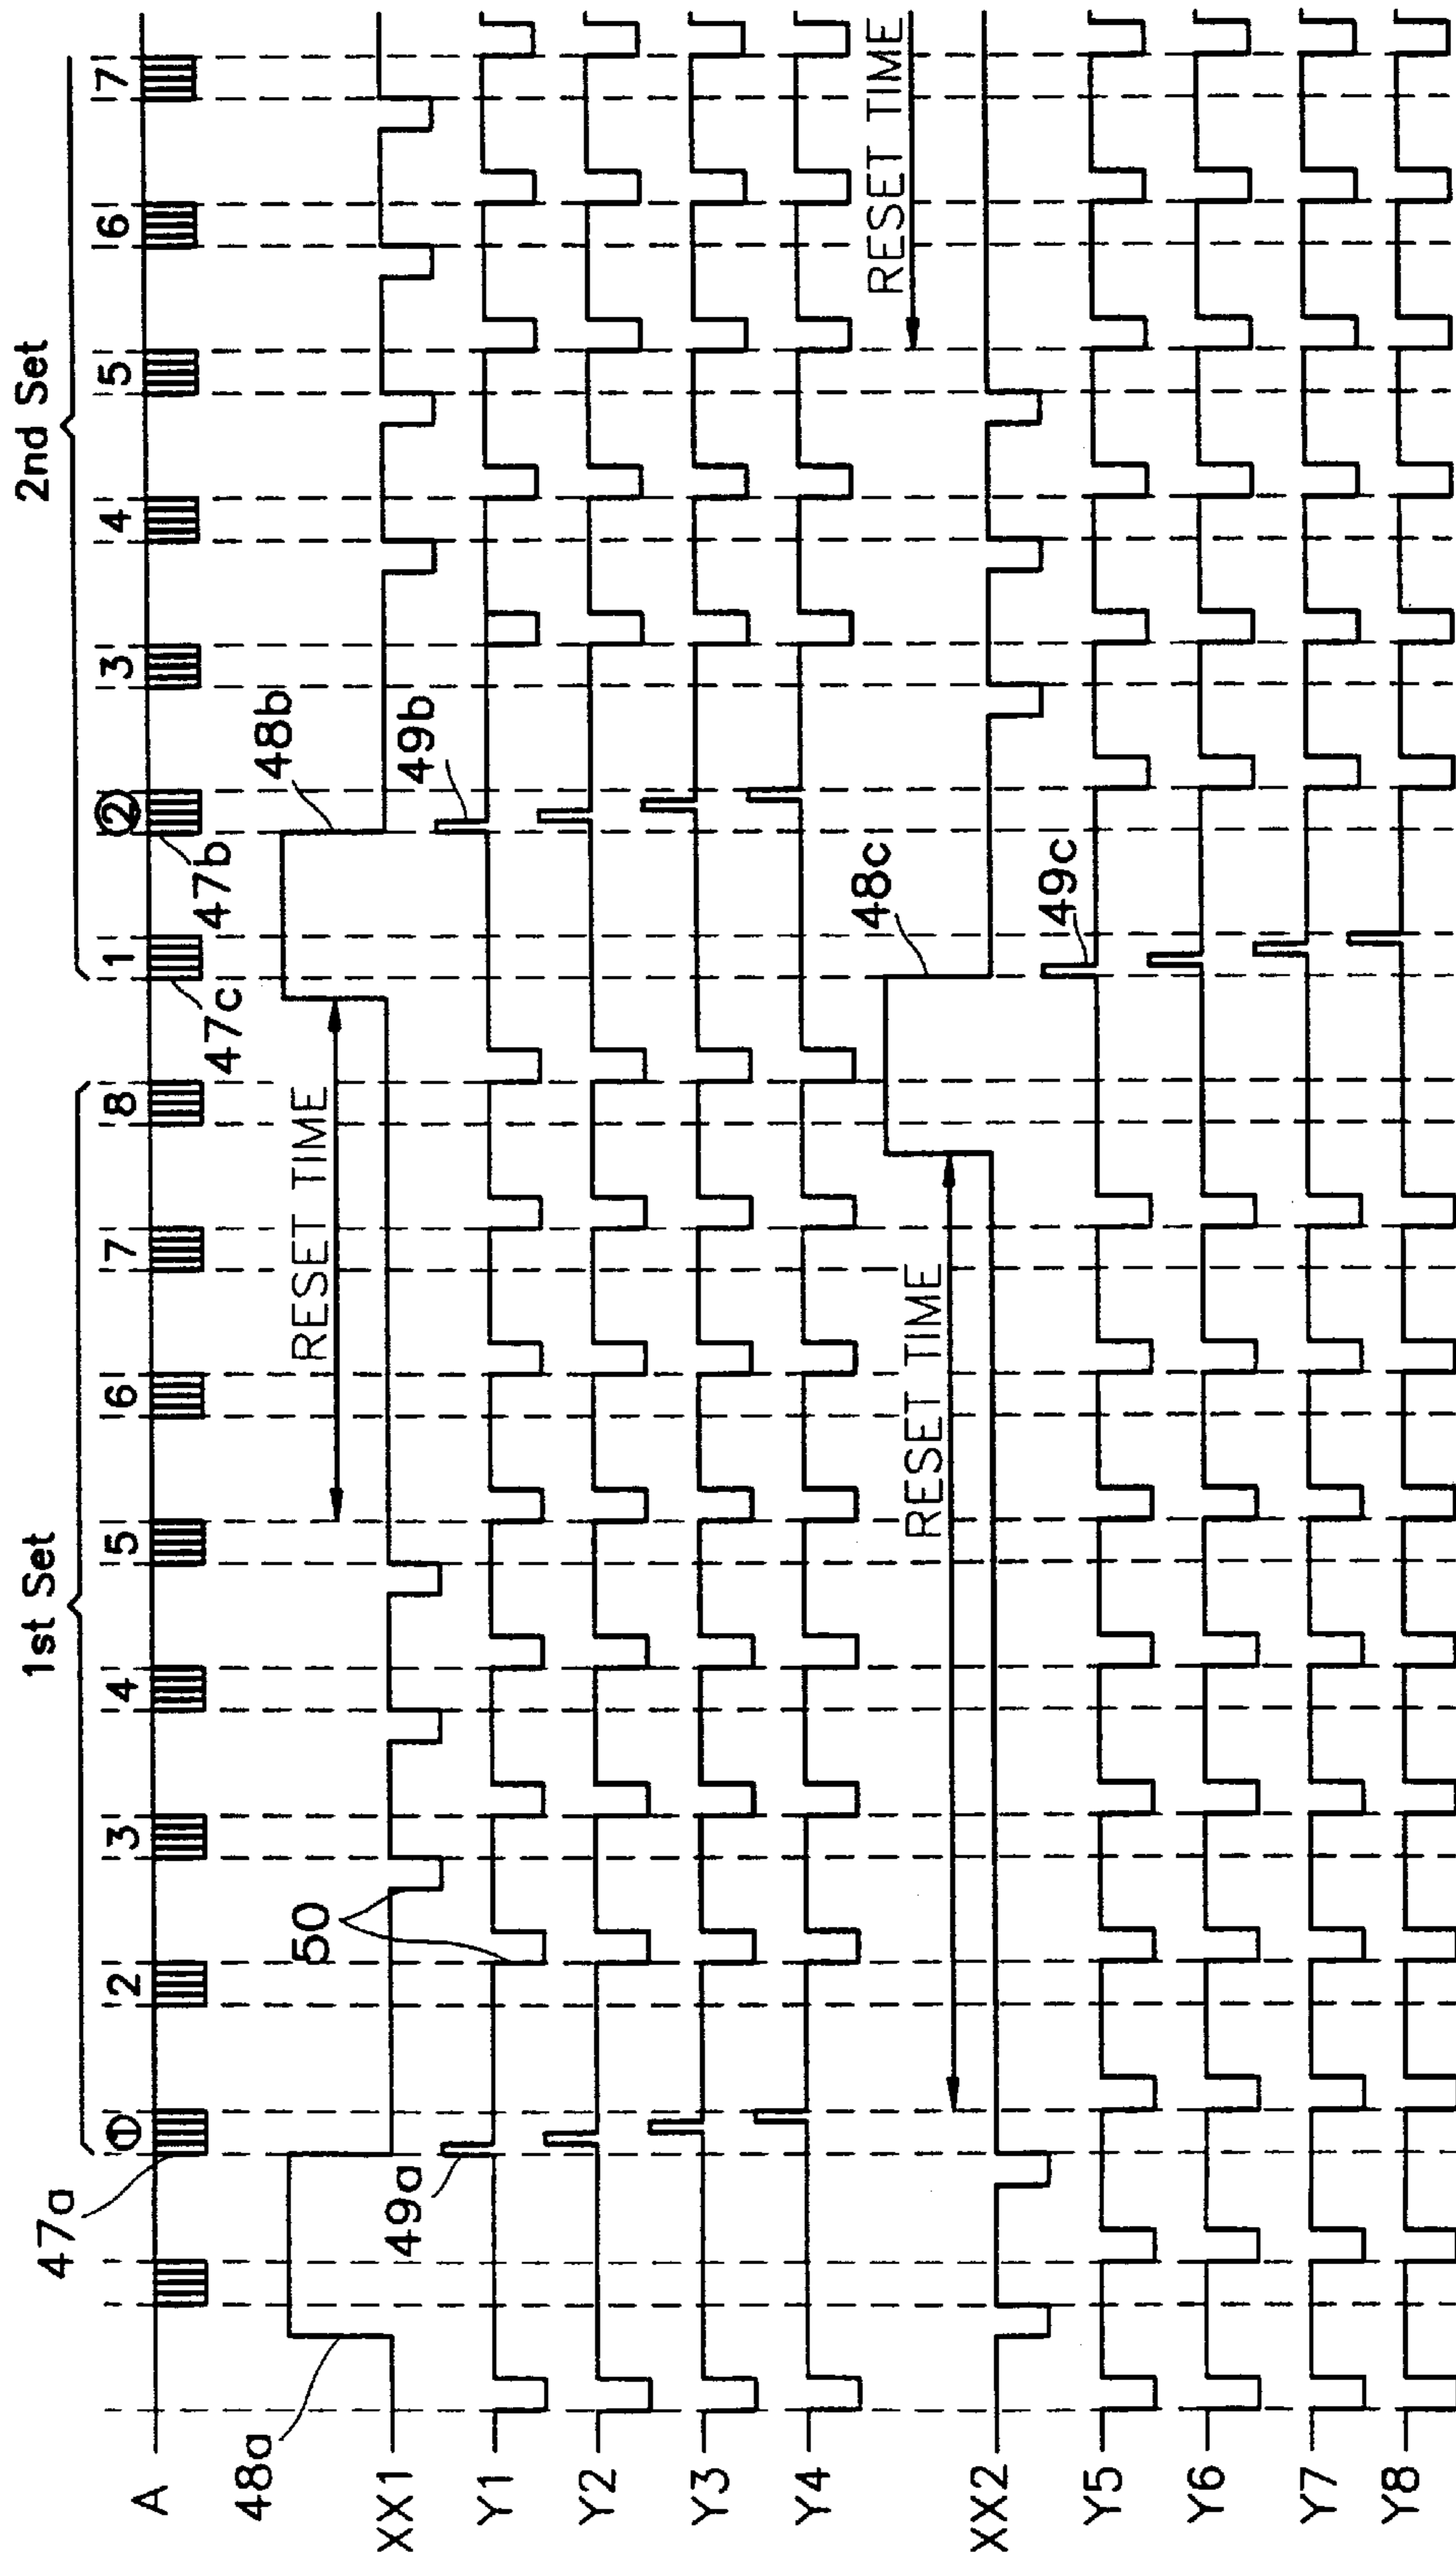 1st Set
2nd Set
① 2 3 4 5 6 7 8 1 ② 3 4 5 6 7
47a
47c
47b
A
48a
48b
RESET TIME
XX1
50
49a
49b
Y1
Y2
Y3
Y4
48c
RESET TIME
RESET TIME
XX2
49c
Y5
Y6
Y7
Y8